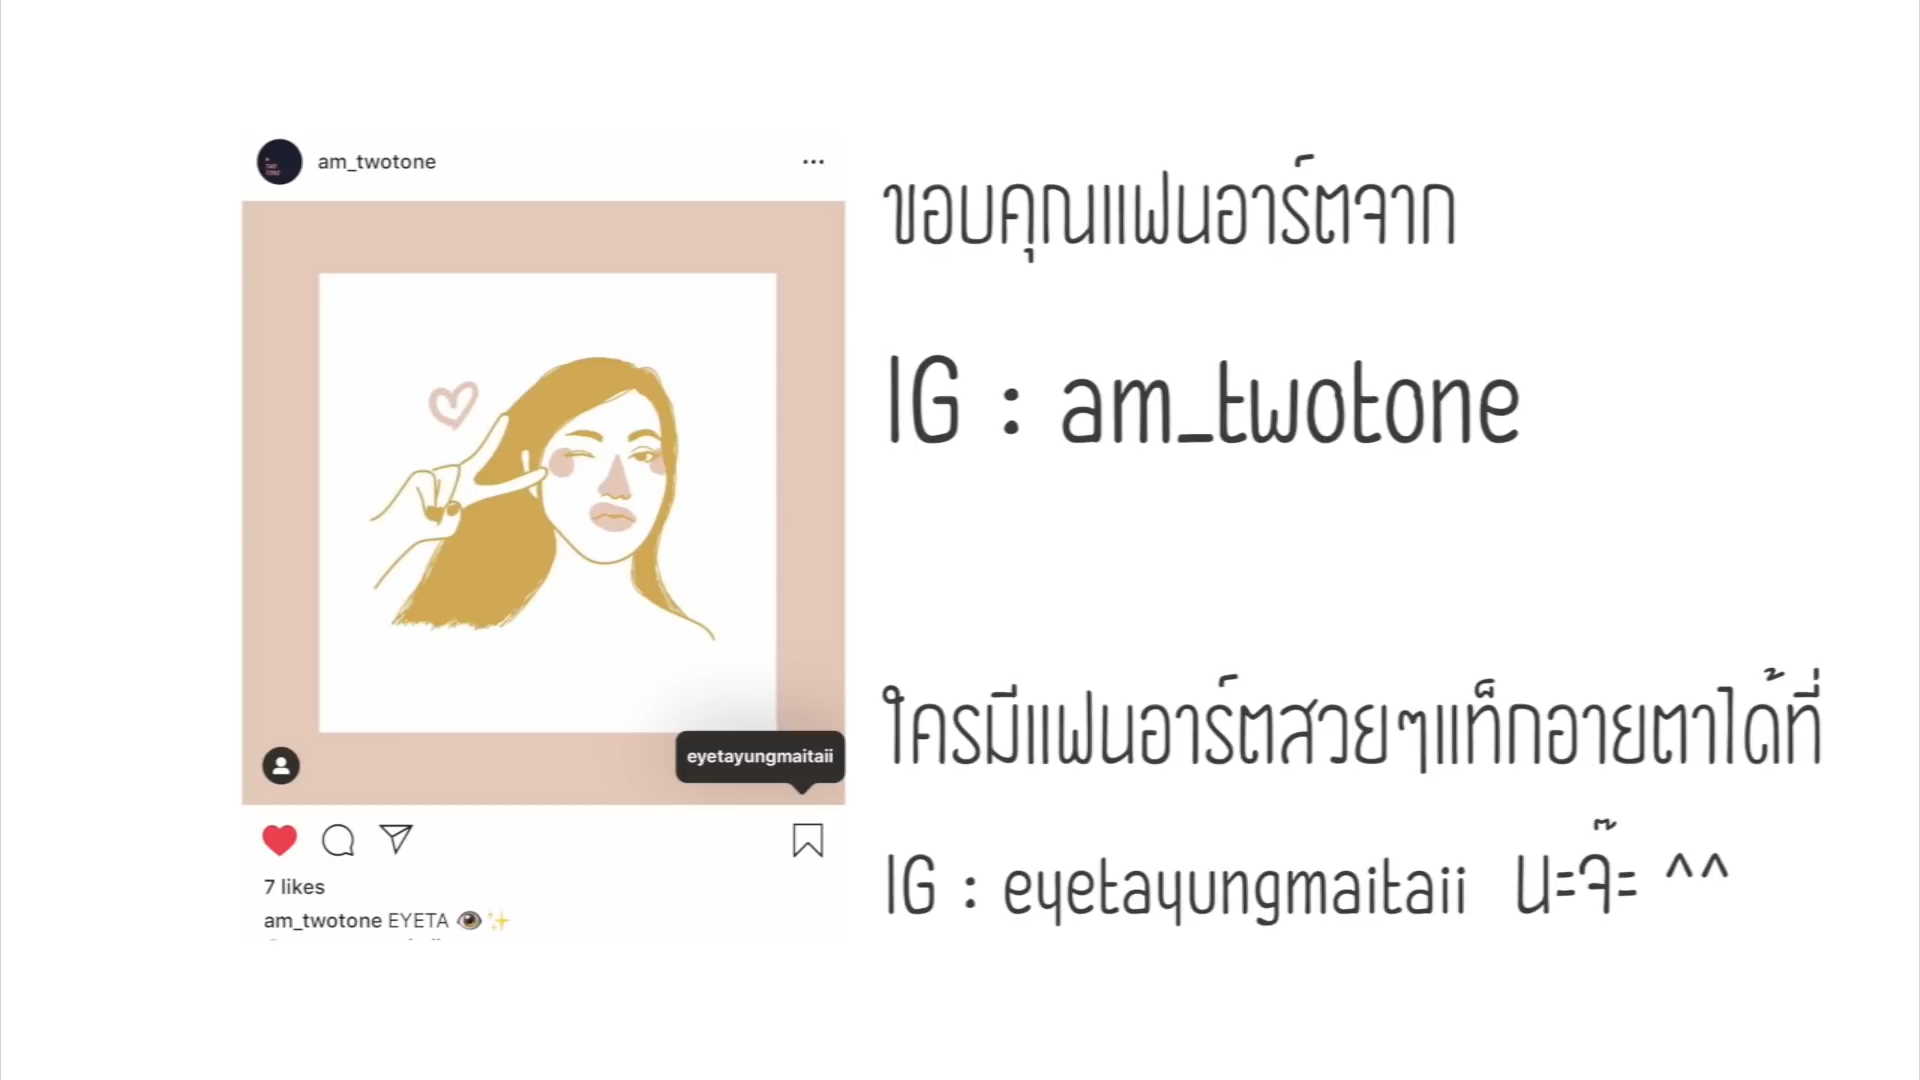 am_twotone
eyetayungmaitaii
7 likes
am_twotone EYETA 👁️✨
ขอบคุณแฟนอาร์ตจาก
IG : am_twotone
ใครมีแฟนอาร์ตสวยๆแท็กอายตาได้ที่
IG : eyetayungmaitaii นะจ๊ะ ^^